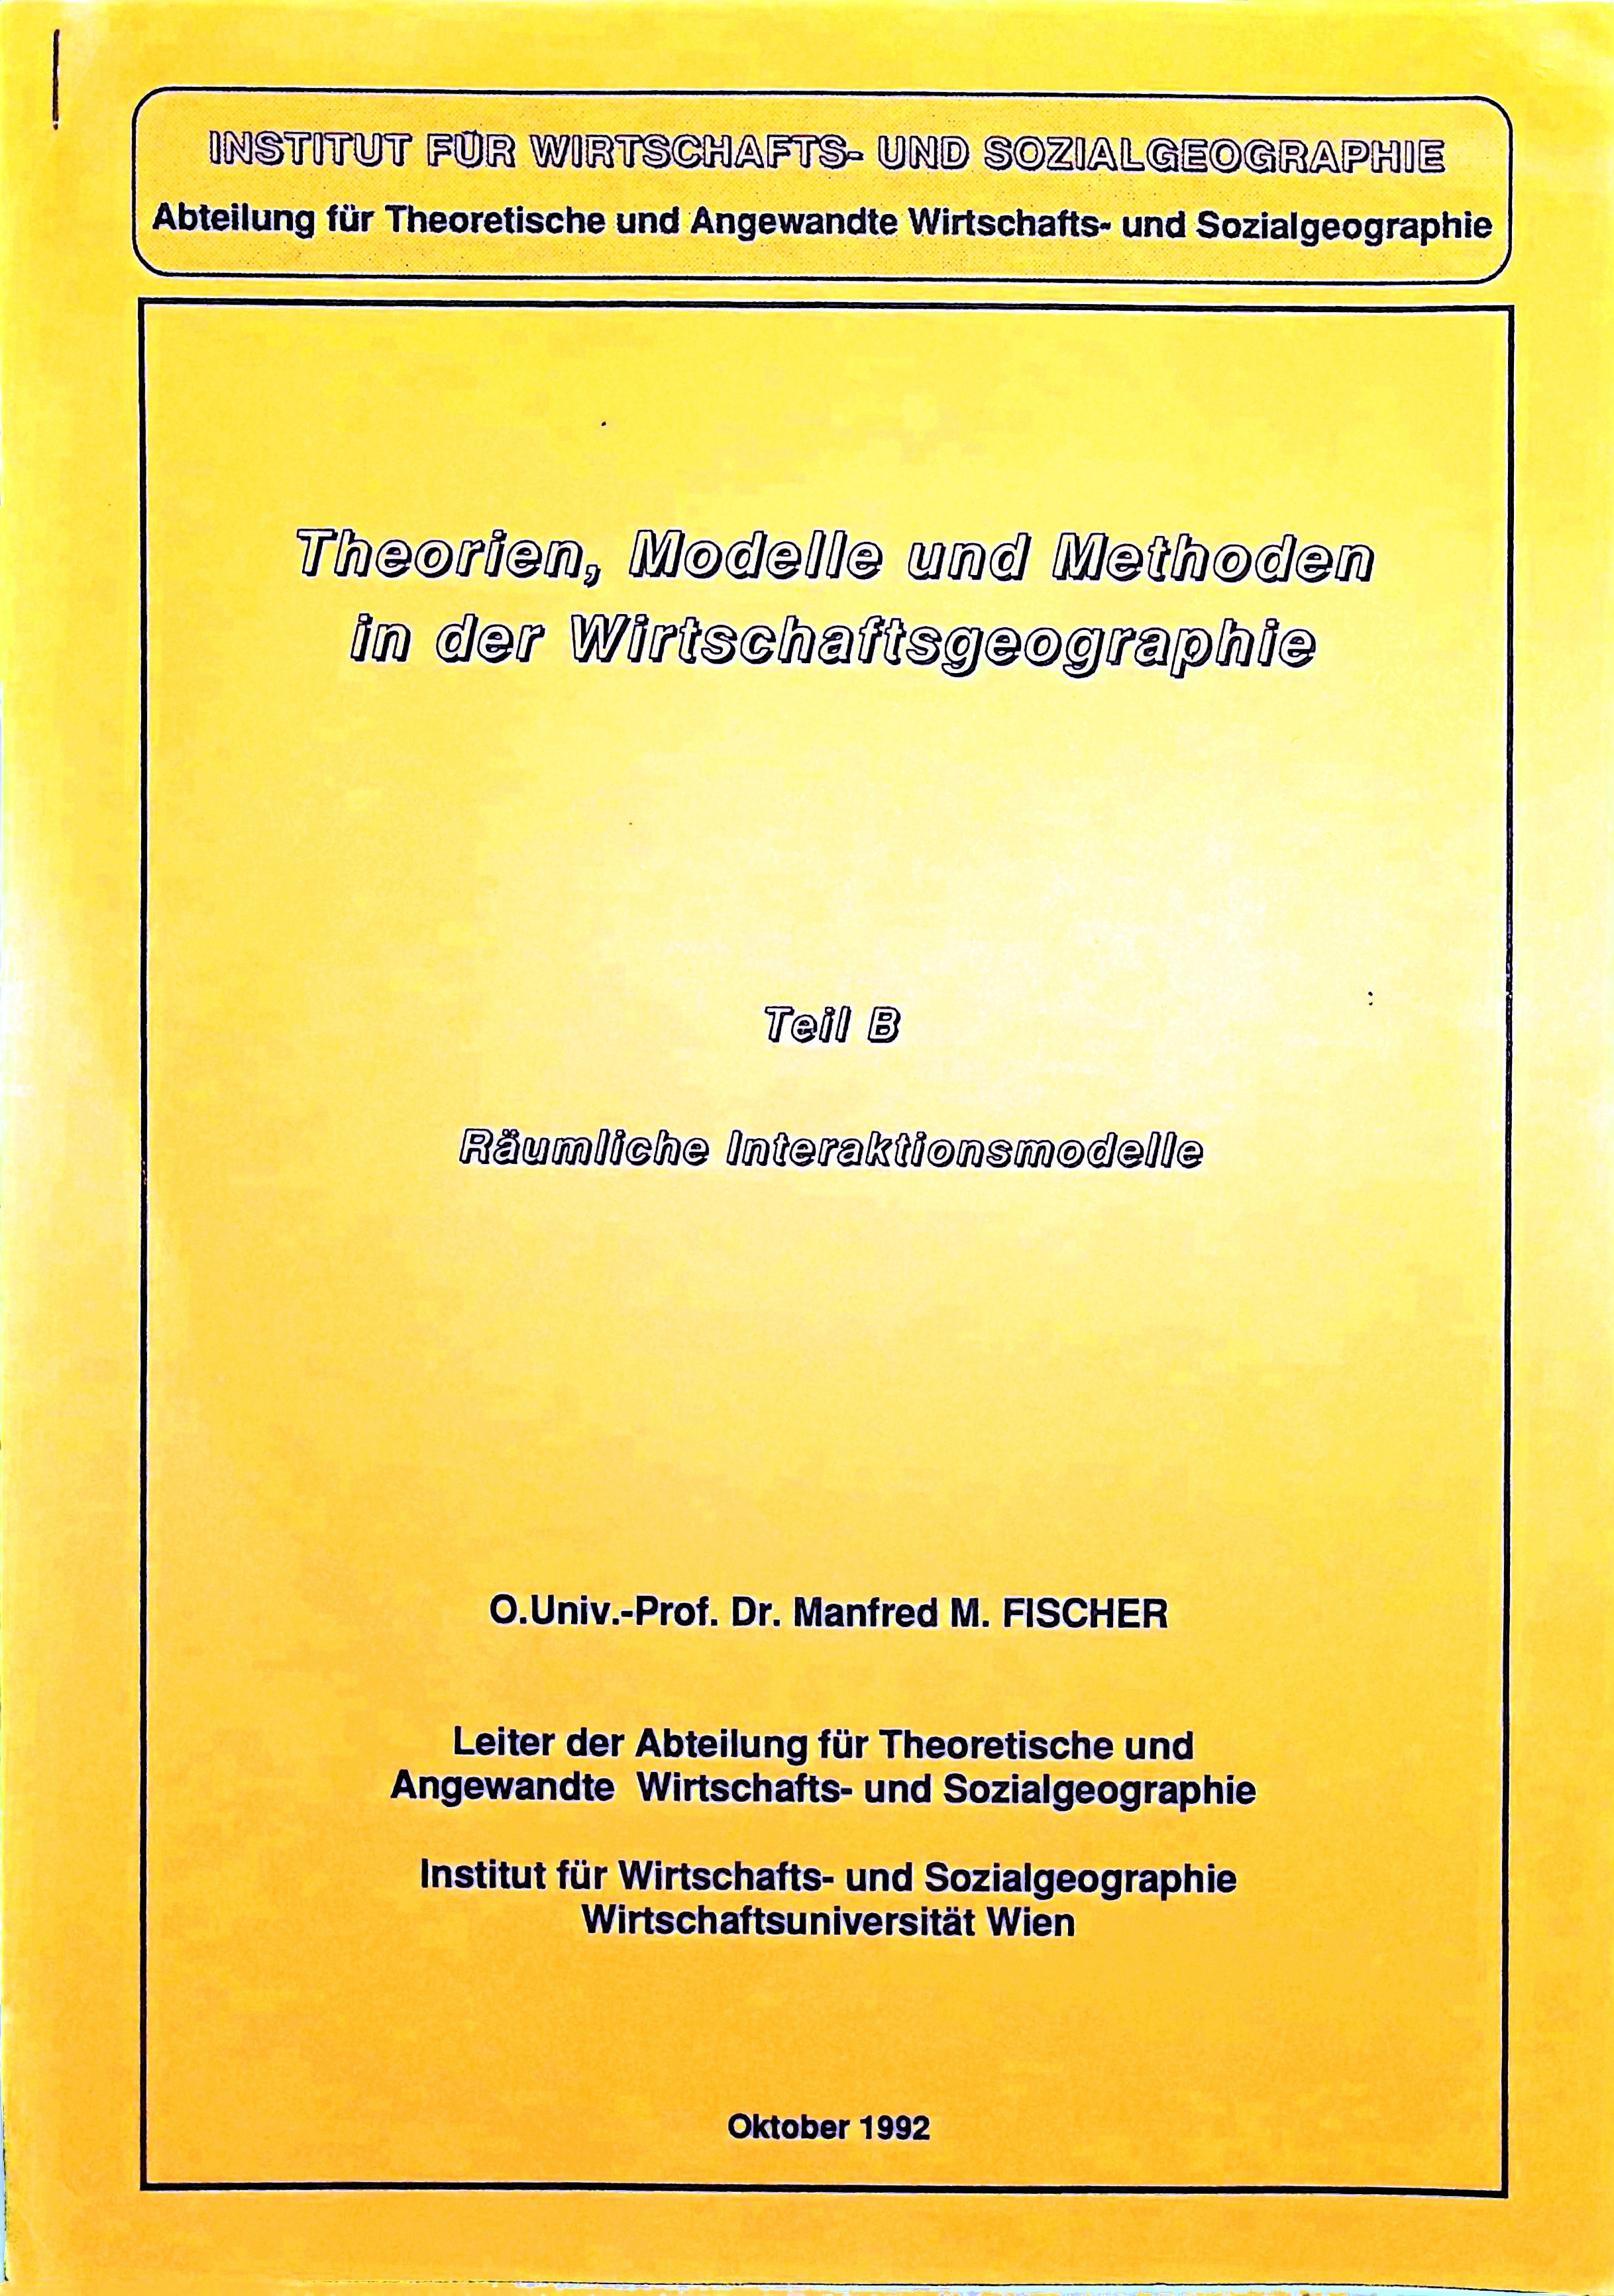 INSTITUT FÜR WIRTSCHAFTS- UND SOZIALGEOGRAPHIE
Abteilung für Theoretische und Angewandte Wirtschafts- und Sozialgeographie
Theorien, Modelle und Methoden
in der Wirtschaftsgeographie
Teil B
Räumliche Interaktionsmodelle
O.Univ.-Prof. Dr. Manfred M. FISCHER
Leiter der Abteilung für Theoretische und
Angewandte Wirtschafts- und Sozialgeographie
Institut für Wirtschafts- und Sozialgeographie
Wirtschaftsuniversität Wien
Oktober 1992